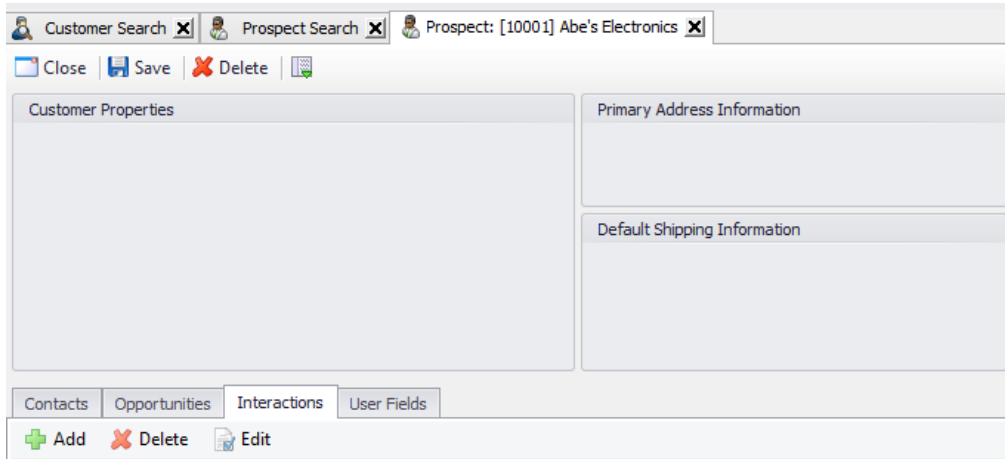 Customer Search Prospect Search Prospect: [10001] Abe's Electronics
Close Save Delete
Customer Properties Primary Address Information
Default Shipping Information
Contacts Opportunities Interactions User Fields
Add Delete Edit